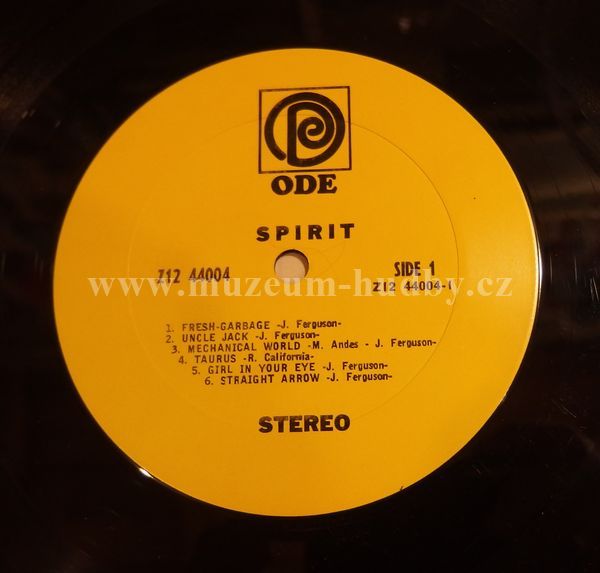 ODE
SPIRIT
Z12 44004
SIDE 1
Z12 44004-1
www.muzeum-hudby.cz
1. FRESH-GARBAGE -J. Ferguson-
2. UNCLE JACK -J. Ferguson-
3. MECHANICAL WORLD -M. Andes - J. Ferguson-
4. TAURUS -R. California-
5. GIRL IN YOUR EYE -J. Ferguson-
6. STRAIGHT ARROW -J. Ferguson-
STEREO